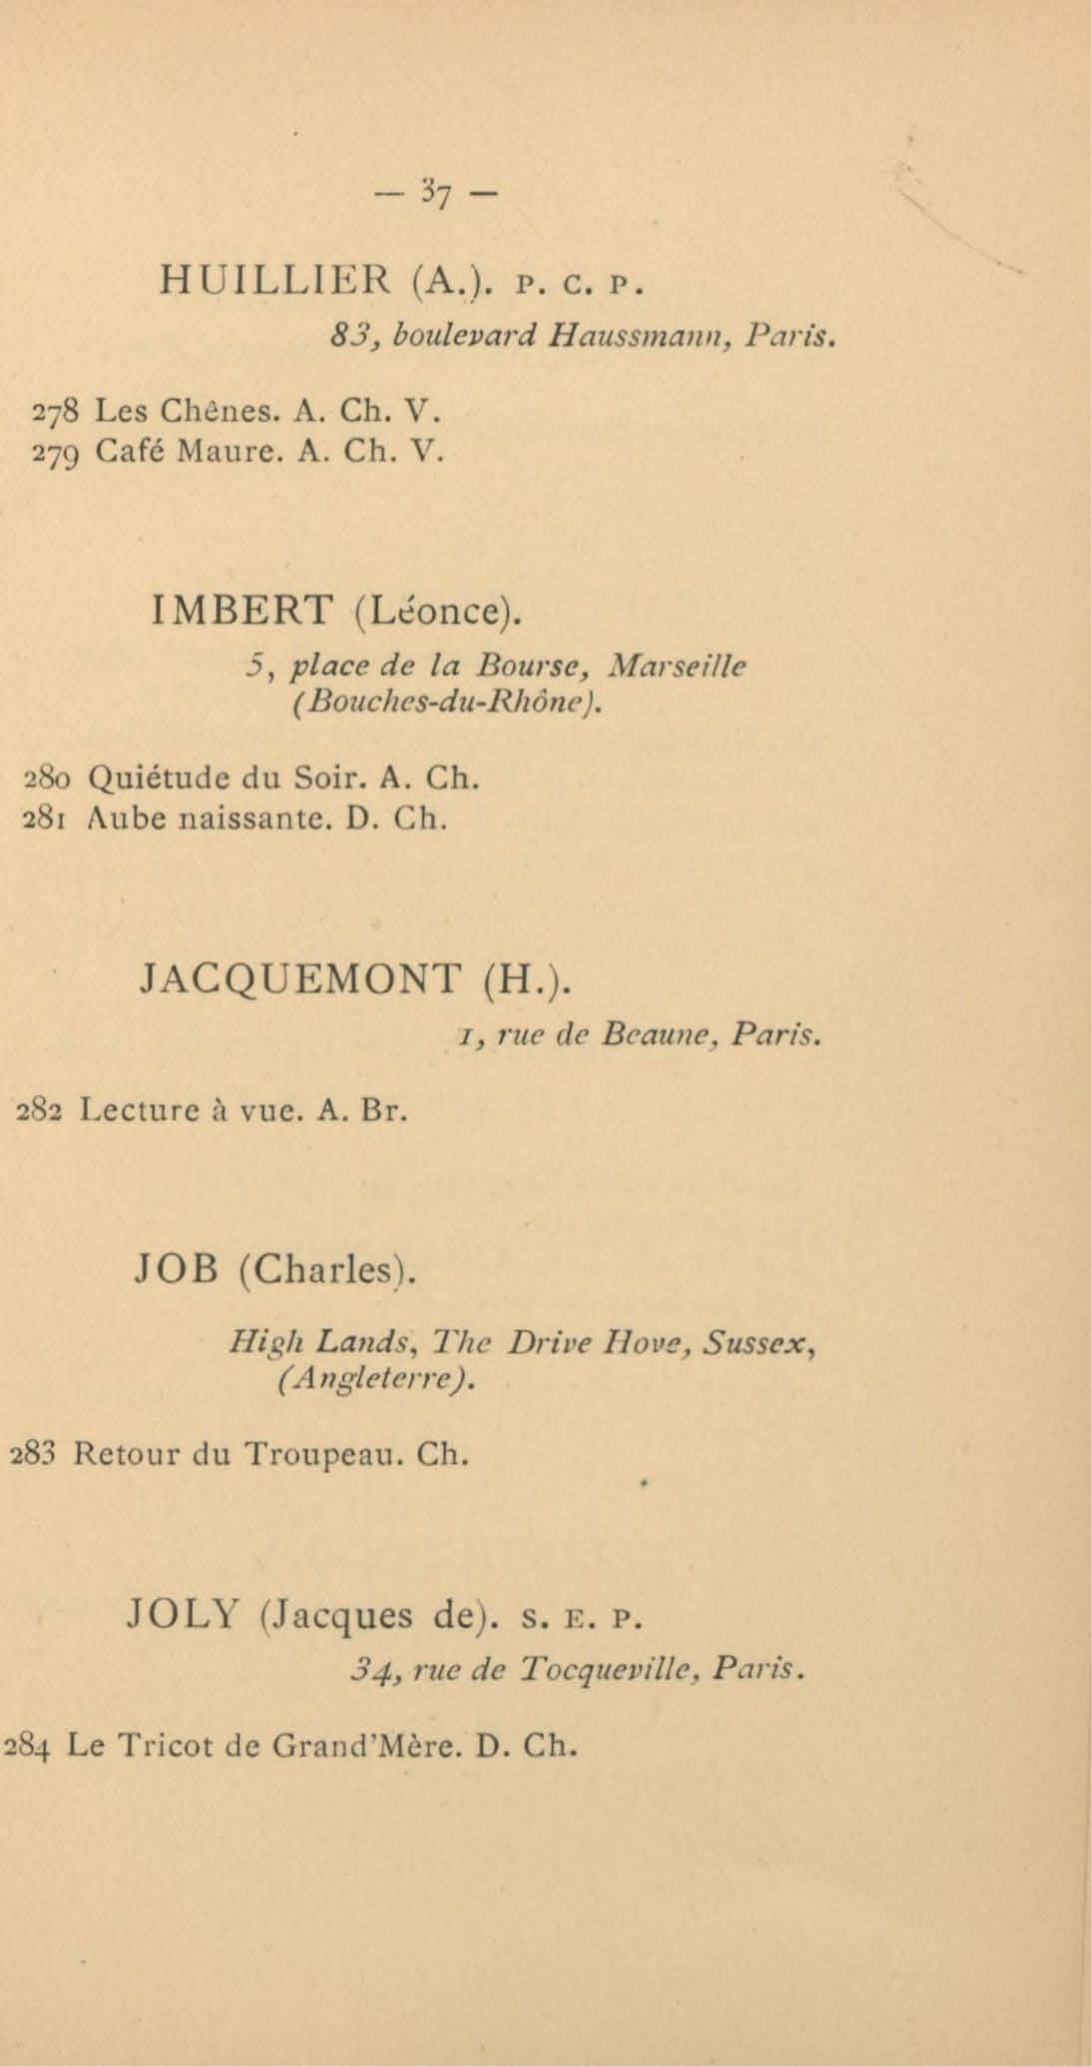 — 37 —
HUILLIER (A.). P. C. P.
83, boulevard Haussmann, Paris.
278 Les Chênes. A. Ch. V.
279 Café Maure. A. Ch. V.
IMBERT (Léonce).
5, place de la Bourse, Marseille
(Bouches-du-Rhône).
280 Quiétude du Soir. A. Ch.
281 Aube naissante. D. Ch.
JACQUEMONT (H.).
1, rue de Beaune, Paris.
282 Lecture à vue. A. Br.
JOB (Charles).
High Lands, The Drive Hove, Sussex,
(Angleterre).
283 Retour du Troupeau. Ch.
JOLY (Jacques de). S. E. P.
34, rue de Tocqueville, Paris.
284 Le Tricot de Grand'Mère. D. Ch.